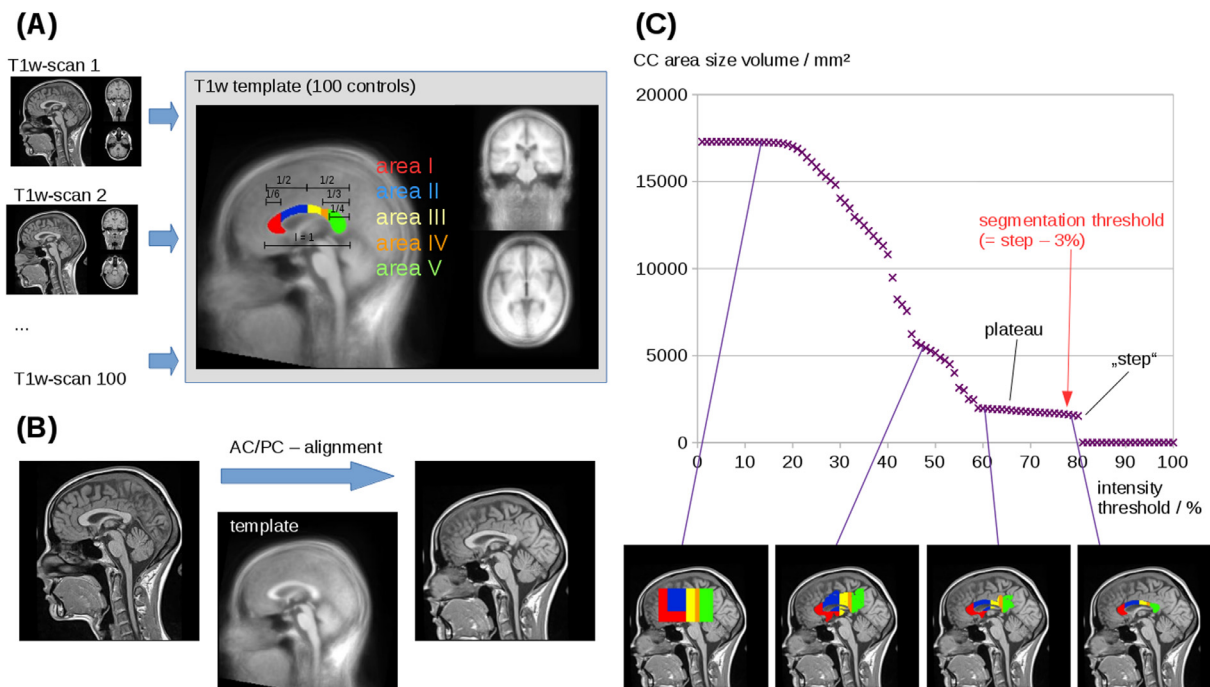 (A)
T1w-scan 1
T1w-scan 2
...
T1w-scan 100
T1w template (100 controls)
area I
area II
area III
area IV
area V
1/2 1/2
1/6 1/3
1/4
l = 1
(B)
AC/PC – alignment
template
(C)
CC area size volume / mm²
20000
15000
10000
5000
0
segmentation threshold
(= step – 3%)
plateau
„step“
0 10 20 30 40 50 60 70 80 90 100
intensity
threshold / %